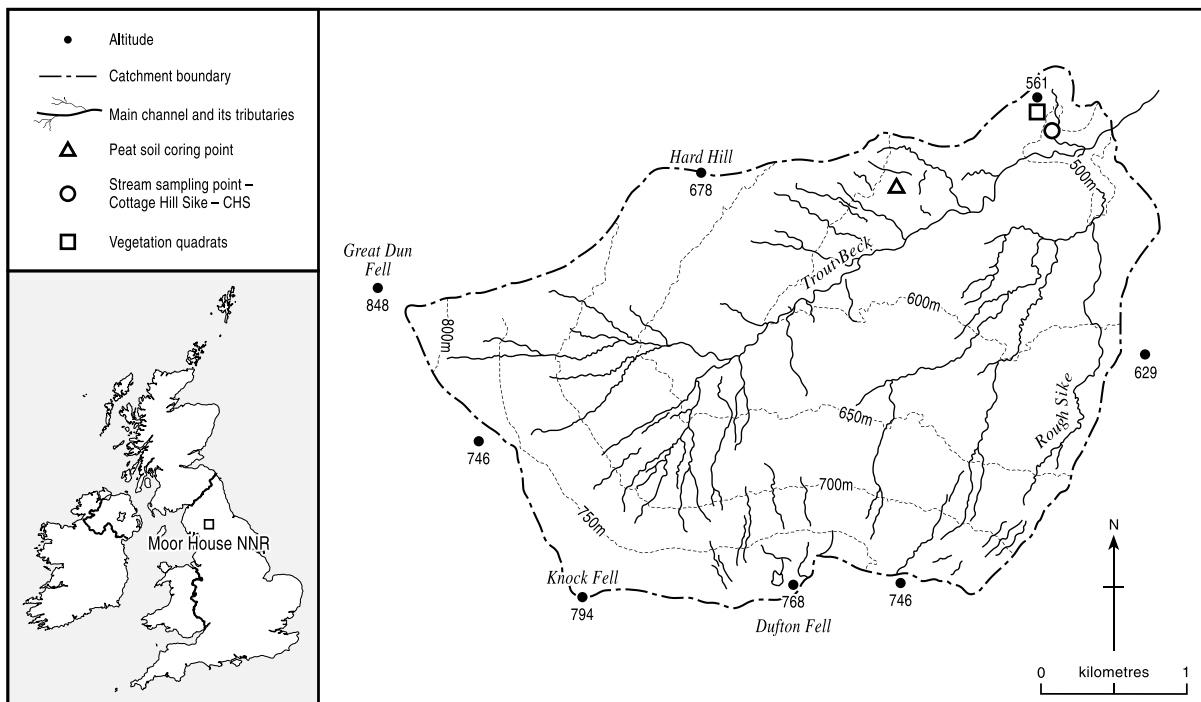 Altitude
Catchment boundary
Main channel and its tributaries
Peat soil coring point
Stream sampling point –
Cottage Hill Sike – CHS
Vegetation quadrats
Moor House NNR
561
Hard Hill
678
500m
Great Dun
Fell
848
Trout Beck
800m
600m
629
Rough Sike
650m
746
700m
750m
Knock Fell
794
768
Dufton Fell
746
N
0 kilometres 1